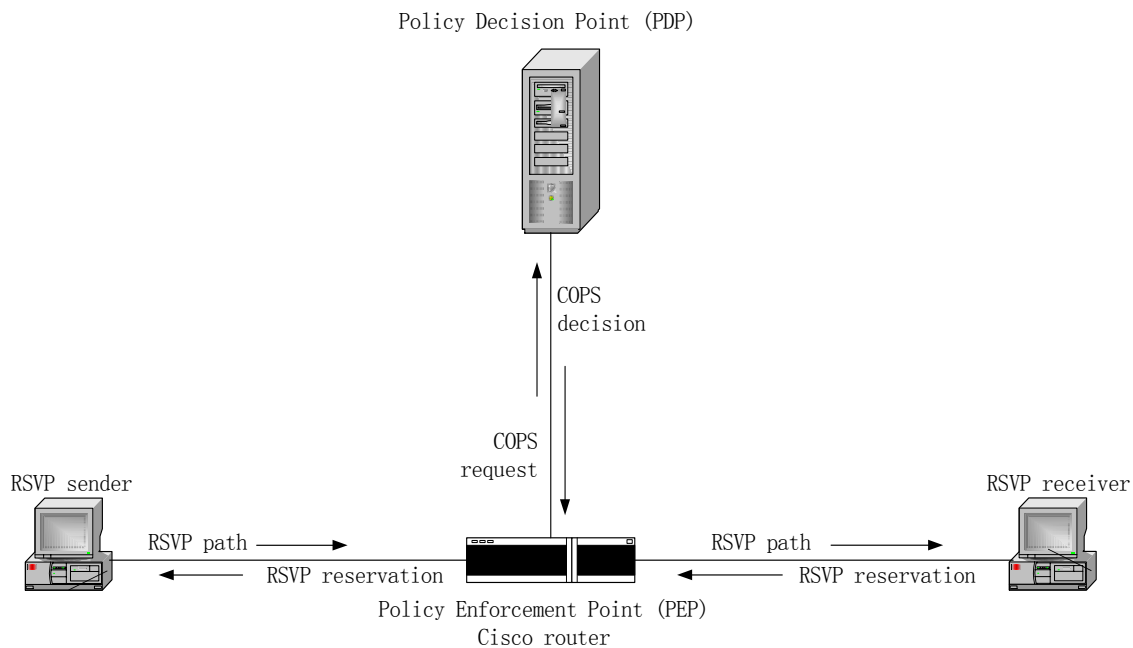 Policy Decision Point (PDP)
COPS
decision
COPS
request
RSVP sender
RSVP receiver
RSVP path
RSVP path
RSVP reservation
RSVP reservation
Policy Enforcement Point (PEP)
Cisco router